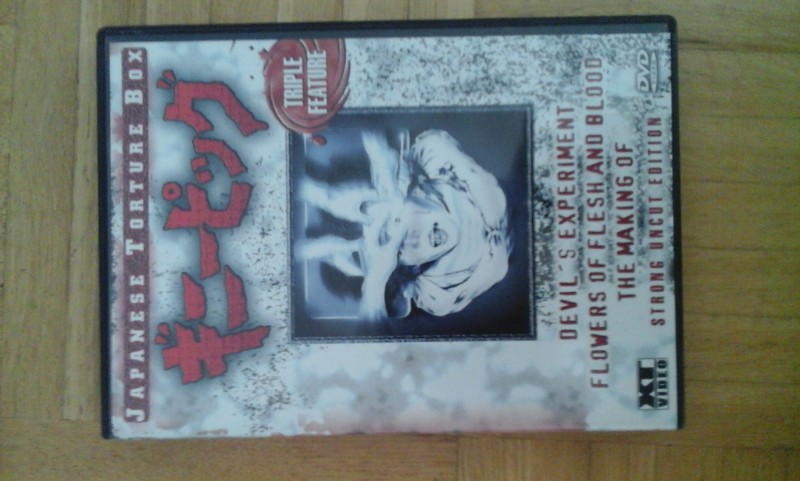 JAPANESE TORTURE BOX
ギニーピッグ
TRIPLE
FEATURE
DEVIL´S EXPERIMENT
FLOWERS OF FLESH AND BLOOD
THE MAKING OF
STRONG UNCUT EDITION
XT
VIDEO
DVD